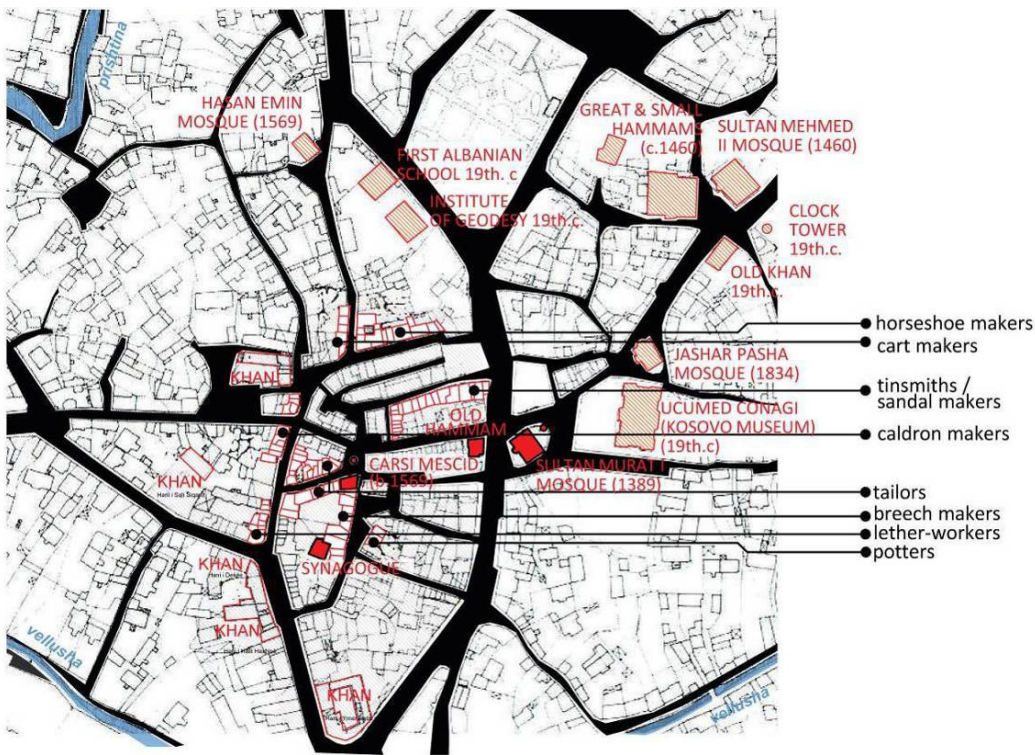 prishtina
HASAN EMIN
MOSQUE (1569)
FIRST ALBANIAN
SCHOOL 19th. c
INSTITUTE
OF GEODESY 19th.c.
GREAT & SMALL
HAMMAMS
(c.1460)
SULTAN MEHMED
II MOSQUE (1460)
CLOCK
TOWER
19th.c.
OLD KHAN
19th.c.
horseshoe makers
cart makers
JASHAR PASHA
MOSQUE (1834)
KHAN
tinsmiths /
sandal makers
OLD
HAMMAM
UCUMED CONAGI
(KOSOVO MUSEUM)
(19th.c)
caldron makers
CARSI MESCID
(b.1569)
SULTAN MURAT I
MOSQUE (1389)
KHAN
tailors
breech makers
lether-workers
potters
KHAN
SYNAGOGUE
KHAN
KHAN
vellusha
vellusha